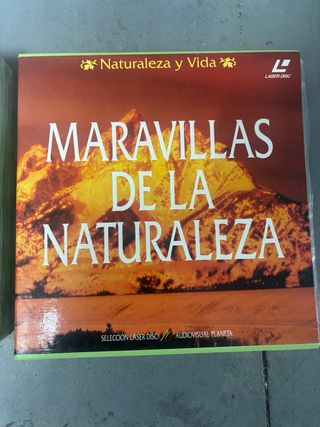 Naturaleza y Vida
LASER DISC
MARAVILLAS
DE LA
NATURALEZA
SELECCIÓN LASER DISC // AUDIOVISUAL PLANETA